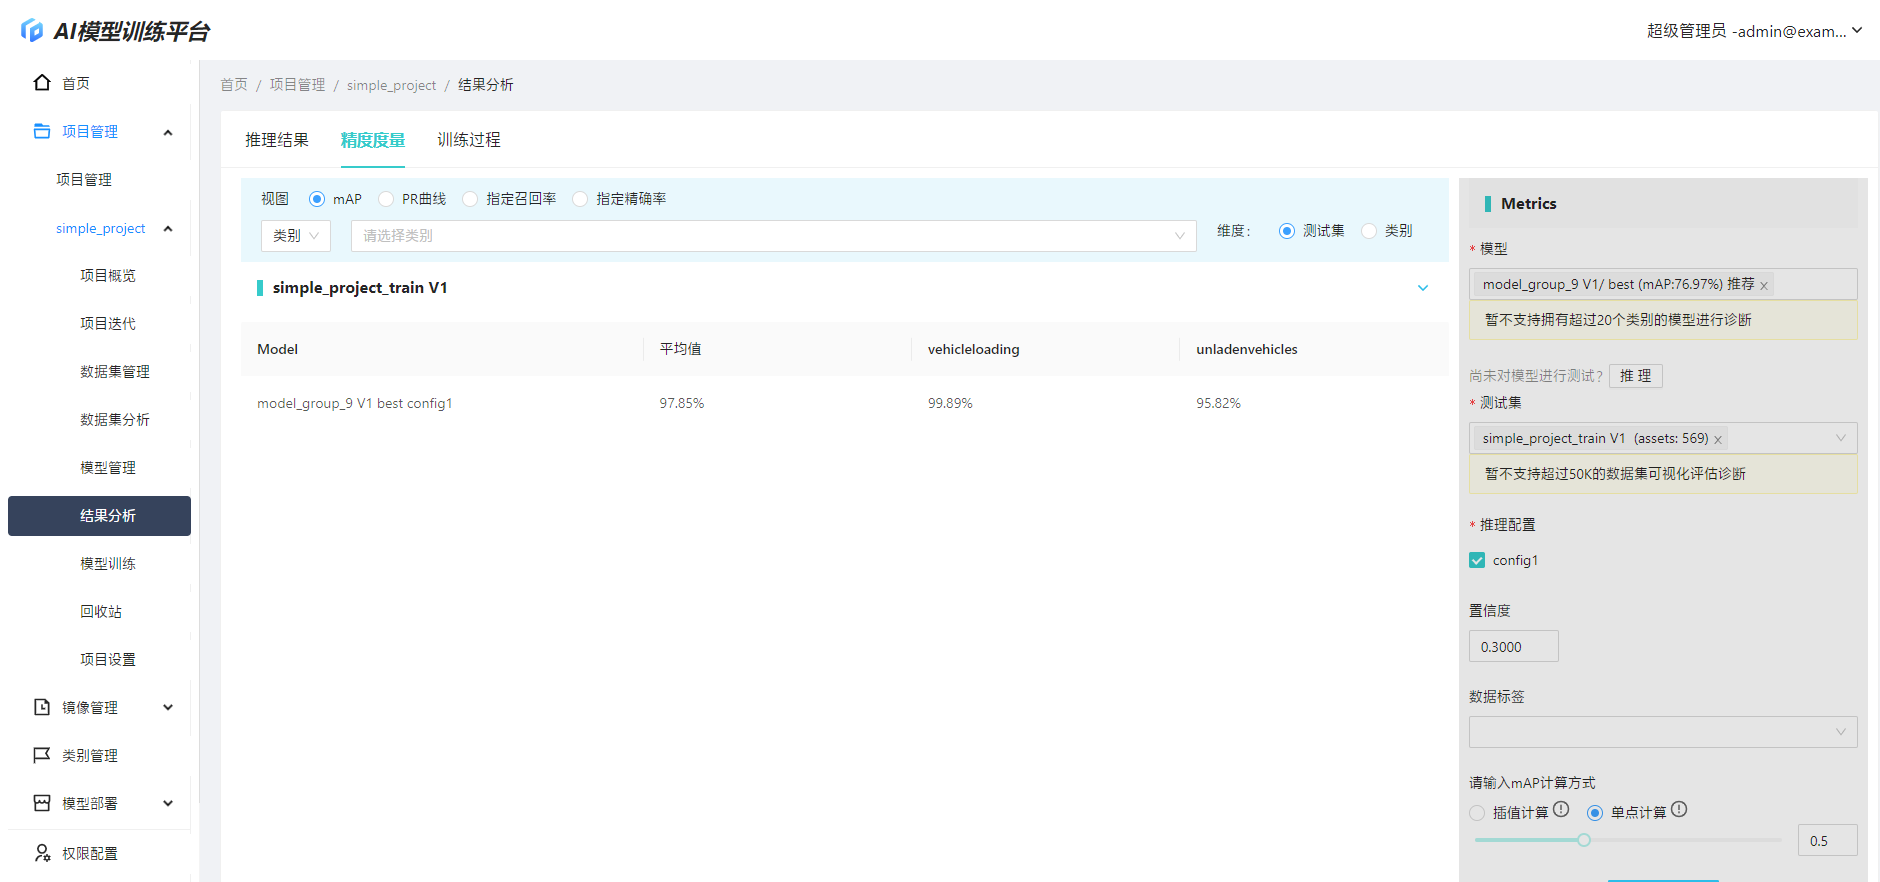 AI模型训练平台
超级管理员 -admin@exam...
首页
项目管理
项目管理
simple_project
项目概览
项目迭代
数据集管理
数据集分析
模型管理
结果分析
模型训练
回收站
项目设置
镜像管理
类别管理
模型部署
权限配置
首页 / 项目管理 / simple_project / 结果分析
推理结果 精度度量 训练过程
视图 mAP PR曲线 指定召回率 指定精确率
类别 请选择类别 维度: 测试集 类别
simple_project_train V1
Model 平均值 vehicleloading unladenvehicles
model_group_9 V1 best config1 97.85% 99.89% 95.82%
Metrics
* 模型
model_group_9 V1/ best (mAP:76.97%) 推荐 x
暂不支持拥有超过20个类别的模型进行诊断
尚未对模型进行测试? 推 理
* 测试集
simple_project_train V1 (assets: 569) x
暂不支持超过50K的数据集可视化评估诊断
* 推理配置
config1
置信度
0.3000
数据标签
请输入mAP计算方式
插值计算 单点计算
0.5